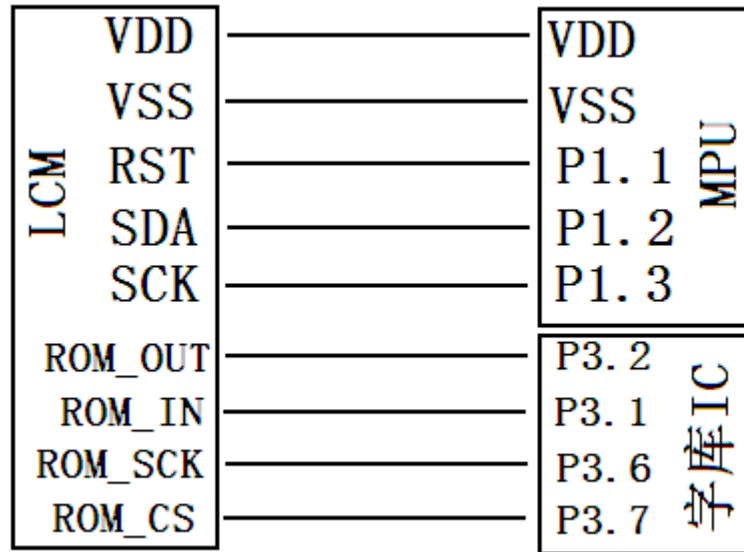 VDD VDD
VSS VSS
RST P1.1
SDA P1.2
SCK P1.3
LCM
MPU
ROM_OUT P3.2
ROM_IN P3.1
ROM_SCK P3.6
ROM_CS P3.7
字库IC